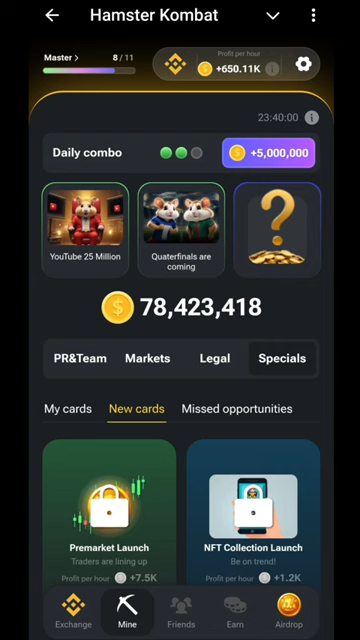 Hamster Kombat
Master >
8 / 11
Profit per hour
+650.11K
23:40:00
Daily combo
+5,000,000
YouTube 25 Million
Quaterfinals are
coming
78,423,418
PR&Team Markets Legal Specials
My cards New cards Missed opportunities
Premarket Launch
Traders are lining up
Profit per hour +7.5K
NFT Collection Launch
Be on trend!
Profit per hour +1.2K
Exchange Mine Friends Earn Airdrop